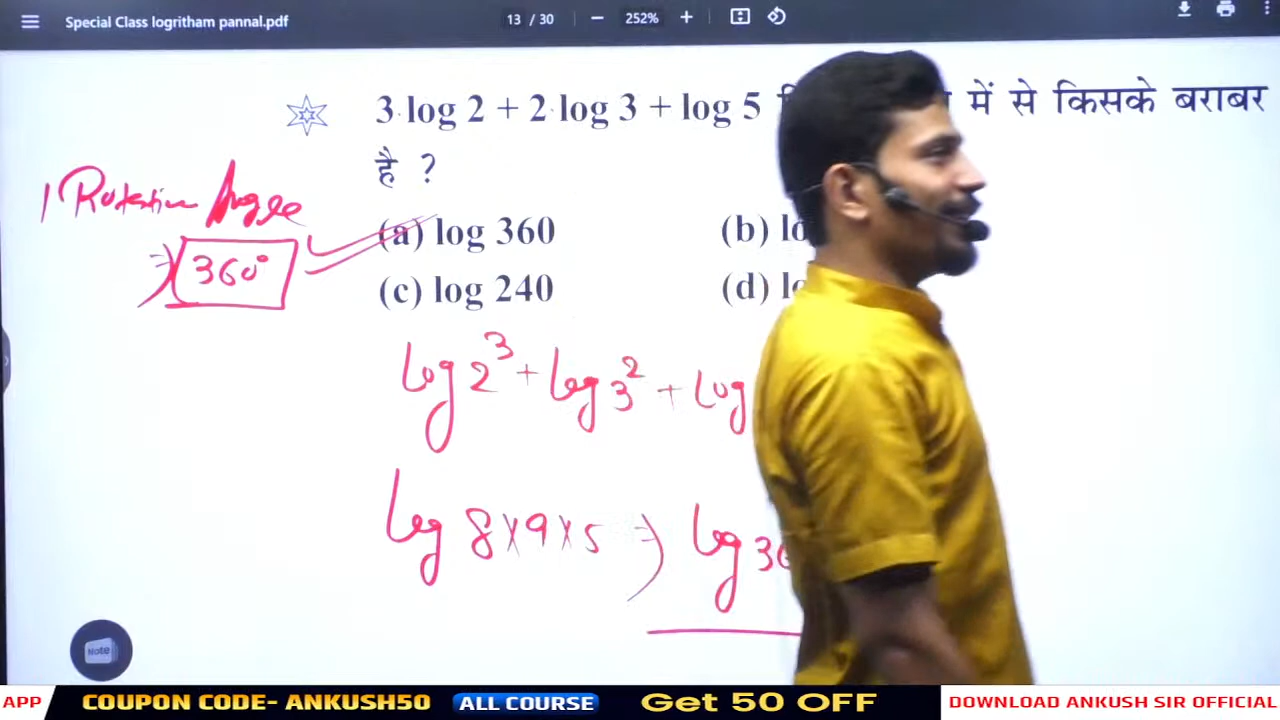 Special Class logritham pannal.pdf
13 / 30
252%
3 log 2 + 2 log 3 + log 5
में से किसके बराबर
है ?
1 Rotation Angle
360°
(a) log 360
(b)
(c) log 240
(d)
log 2³ + log 3² + log
log 8×9×5 ⇒ log 36
Note
APP
COUPON CODE- ANKUSH50
ALL COURSE
Get 50 OFF
DOWNLOAD ANKUSH SIR OFFICIAL